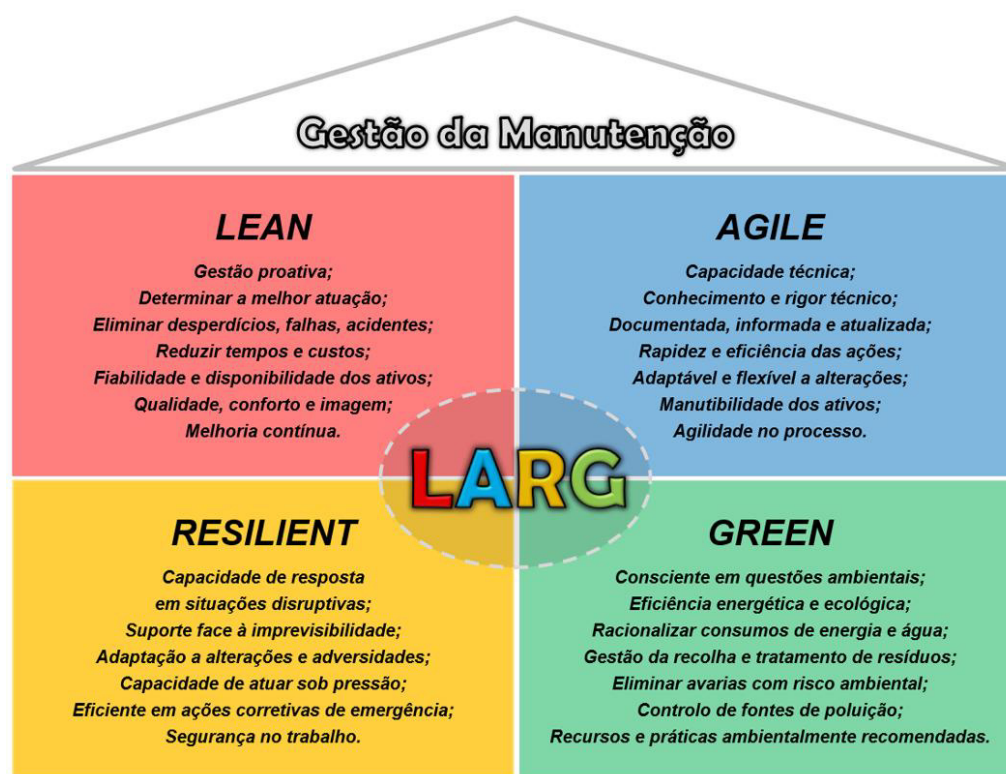 Gestão da Manutenção
LEAN
Gestão proativa;
Determinar a melhor atuação;
Eliminar desperdícios, falhas, acidentes;
Reduzir tempos e custos;
Fiabilidade e disponibilidade dos ativos;
Qualidade, conforto e imagem;
Melhoria contínua.
AGILE
Capacidade técnica;
Conhecimento e rigor técnico;
Documentada, informada e atualizada;
Rapidez e eficiência das ações;
Adaptável e flexível a alterações;
Manutibilidade dos ativos;
Agilidade no processo.
LARG
RESILIENT
Capacidade de resposta
em situações disruptivas;
Suporte face à imprevisibilidade;
Adaptação a alterações e adversidades;
Capacidade de atuar sob pressão;
Eficiente em ações corretivas de emergência;
Segurança no trabalho.
GREEN
Consciente em questões ambientais;
Eficiência energética e ecológica;
Racionalizar consumos de energia e água;
Gestão da recolha e tratamento de resíduos;
Eliminar avarias com risco ambiental;
Controlo de fontes de poluição;
Recursos e práticas ambientalmente recomendadas.